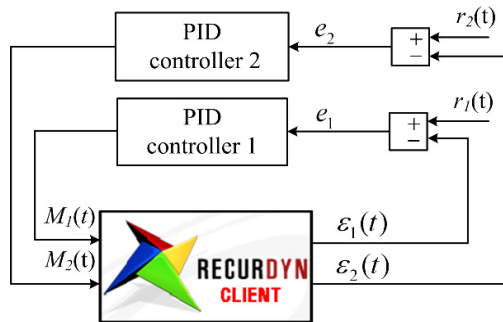 PID
controller 2
e₂
+
−
r₂(t)
PID
controller 1
e₁
+
−
r₁(t)
M₁(t)
M₂(t)
RECURDYN
CLIENT
ε₁(t)
ε₂(t)